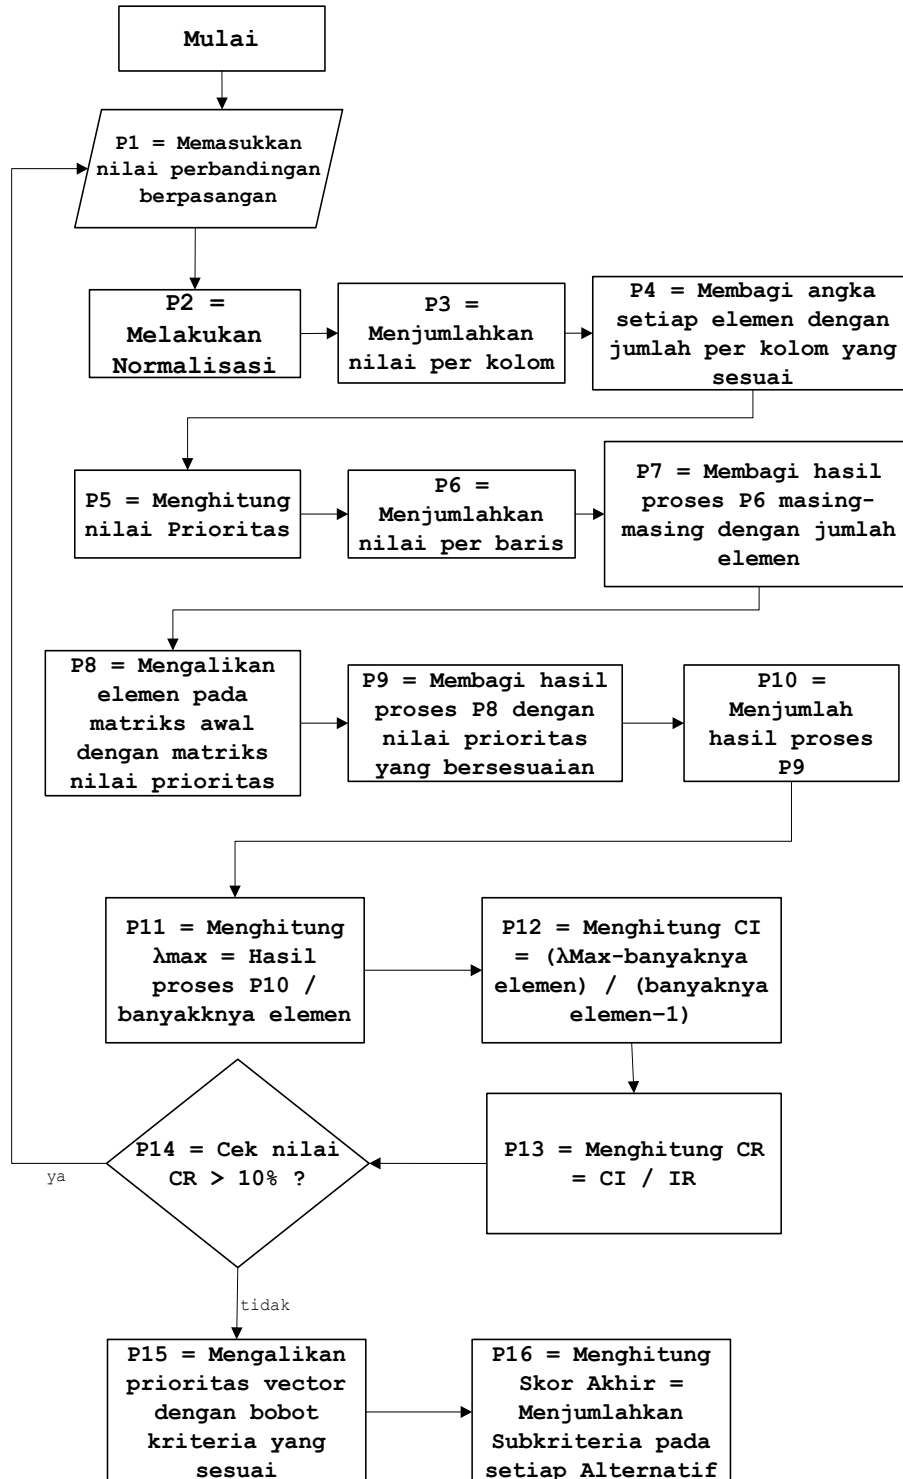 Mulai
P1 = Memasukkan
nilai perbandingan
berpasangan
P2 =
Melakukan
Normalisasi
P3 =
Menjumlahkan
nilai per kolom
P4 = Membagi angka
setiap elemen dengan
jumlah per kolom yang
sesuai
P5 = Menghitung
nilai Prioritas
P6 =
Menjumlahkan
nilai per baris
P7 = Membagi hasil
proses P6 masing-
masing dengan jumlah
elemen
P8 = Mengalikan
elemen pada
matriks awal
dengan matriks
nilai prioritas
P9 = Membagi hasil
proses P8 dengan
nilai prioritas
yang bersesuaian
P10 =
Menjumlah
hasil proses
P9
P11 = Menghitung
λmax = Hasil
proses P10 /
banyakknya elemen
P12 = Menghitung CI
= (λMax-banyaknya
elemen) / (banyaknya
elemen-1)
P13 = Menghitung CR
= CI / IR
P14 = Cek nilai
CR > 10% ?
ya
tidak
P15 = Mengalikan
prioritas vector
dengan bobot
kriteria yang
sesuai
P16 = Menghitung
Skor Akhir =
Menjumlahkan
Subkriteria pada
setiap Alternatif